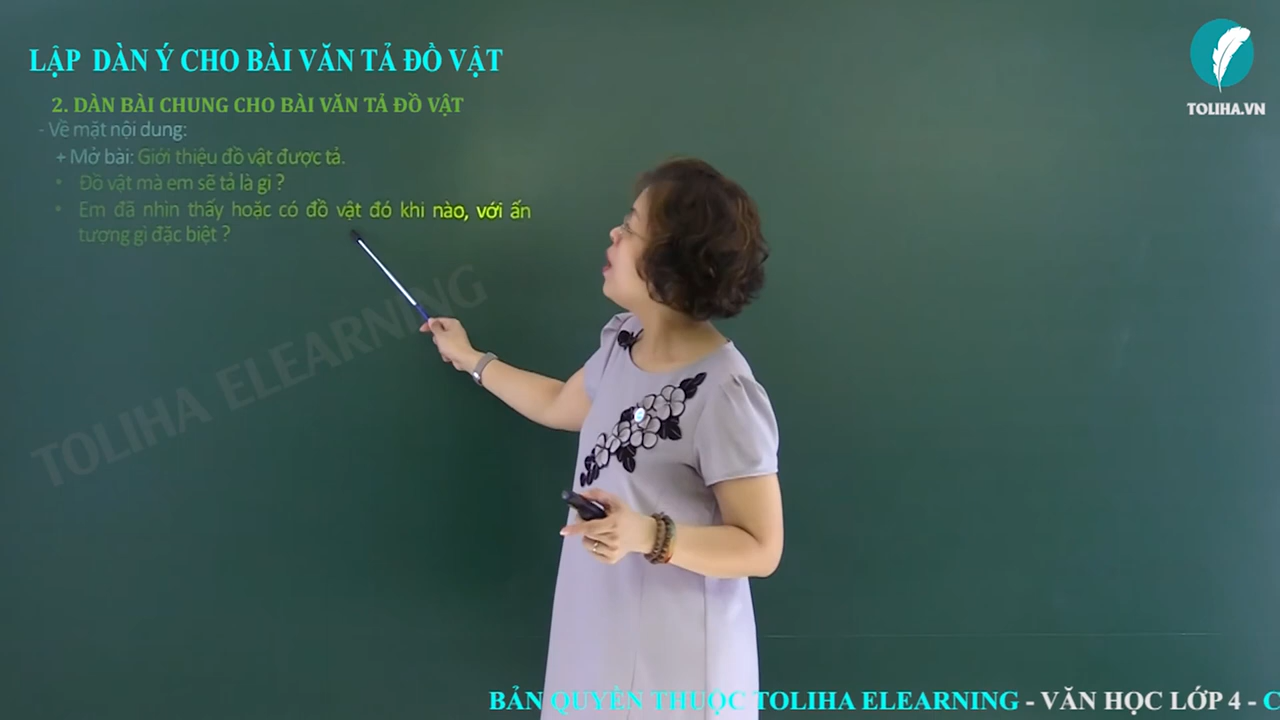 LẬP DÀN Ý CHO BÀI VĂN TẢ ĐỒ VẬT
TOLIHA.VN
2. DÀN BÀI CHUNG CHO BÀI VĂN TẢ ĐỒ VẬT
- Về mặt nội dung:
+ Mở bài: Giới thiệu đồ vật được tả.
• Đồ vật mà em sẽ tả là gì ?
• Em đã nhìn thấy hoặc có đồ vật đó khi nào, với ấn
tượng gì đặc biệt ?
TOLIHA ELEARNING
BẢN QUYỀN THUỘC TOLIHA ELEARNING - VĂN HỌC LỚP 4 - C